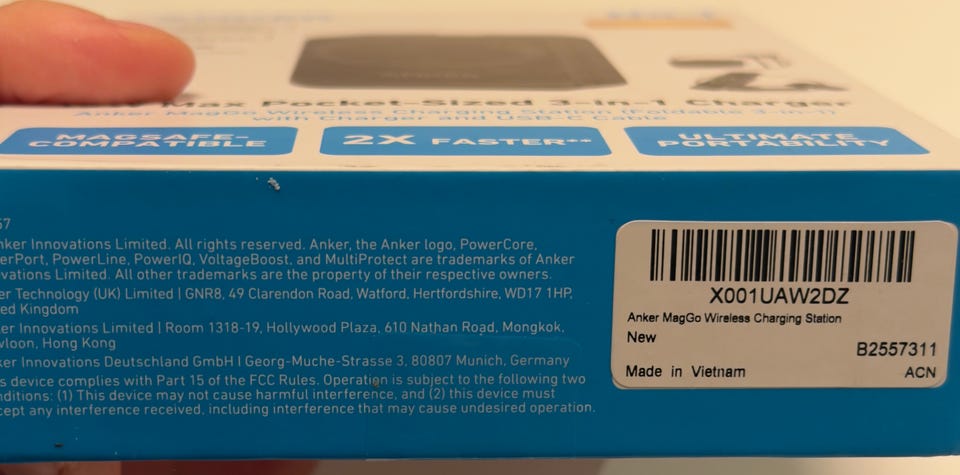 Max Pocket-Sized 3-in-1 Charger
Anker MagGo Wireless Charging Station (Foldable 3-in-1)
with Charger and USB-C Cable
MAGSAFE-
COMPATIBLE
2X FASTER**
ULTIMATE
PORTABILITY
57
nker Innovations Limited. All rights reserved. Anker, the Anker logo, PowerCore,
erPort, PowerLine, PowerIQ, VoltageBoost, and MultiProtect are trademarks of Anker
vations Limited. All other trademarks are the property of their respective owners.
er Technology (UK) Limited | GNR8, 49 Clarendon Road, Watford, Hertfordshire, WD17 1HP,
ed Kingdom
ker Innovations Limited | Room 1318-19, Hollywood Plaza, 610 Nathan Road, Mongkok,
wloon, Hong Kong
ker Innovations Deutschland GmbH | Georg-Muche-Strasse 3, 80807 Munich, Germany
s device complies with Part 15 of the FCC Rules. Operation is subject to the following two
nditions: (1) This device may not cause harmful interference, and (2) this device must
cept any interference received, including interference that may cause undesired operation.
X001UAW2DZ
Anker MagGo Wireless Charging Station
New
B2557311
Made in Vietnam
ACN